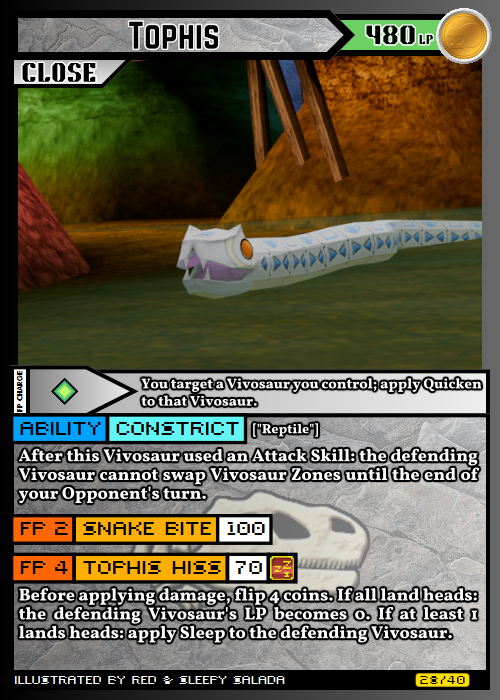 TOPHIS
480 LP
CLOSE
FP CHARGE
You target a Vivosaur you control; apply Quicken
to that Vivosaur.
ABILITY CONSTRICT ["Reptile"]
After this Vivosaur used an Attack Skill: the defending
Vivosaur cannot swap Vivosaur Zones until the end of
your Opponent's turn.
FP 2 SNAKE BITE 100
FP 4 TOPHIS HISS 70 ZZZ
Before applying damage, flip 4 coins. If all land heads:
the defending Vivosaur's LP becomes 0. If at least 1
lands heads: apply Sleep to the defending Vivosaur.
ILLUSTRATED BY RED & SLEEPY SALADA
28/40